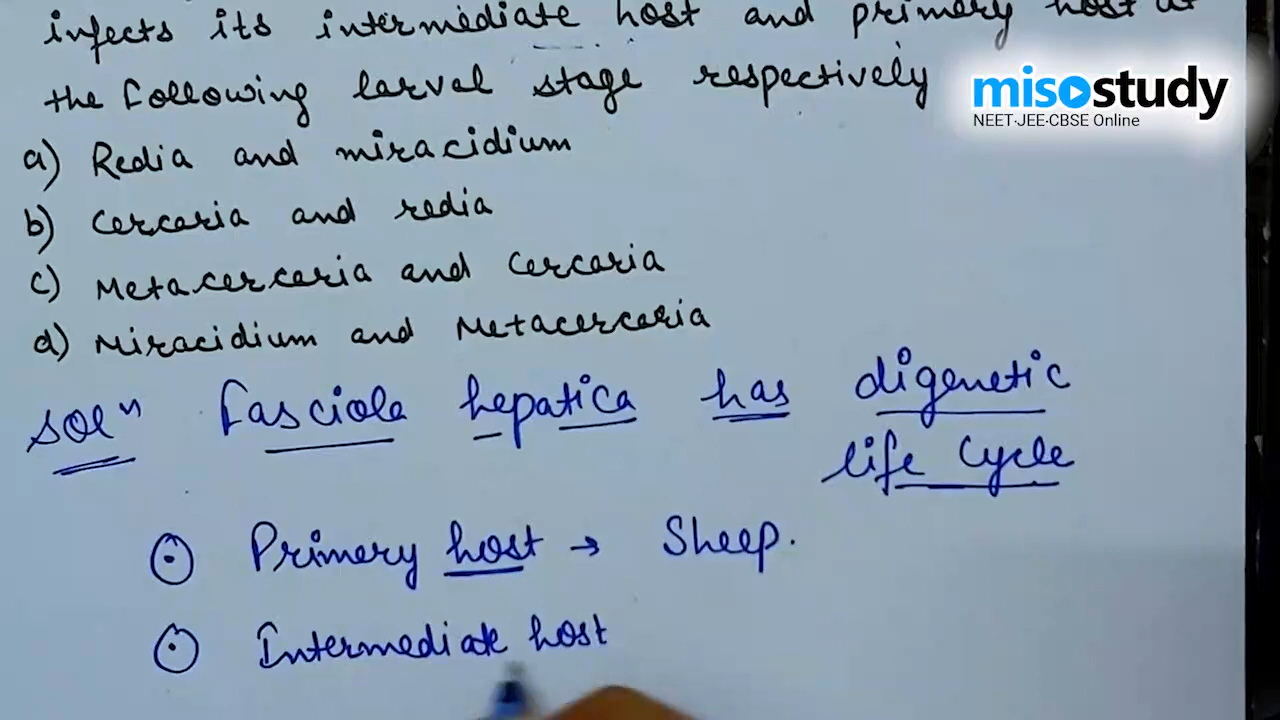 infects its intermediate host and primary host at
the following larval stage respectively
misostudy
NEET-JEE-CBSE Online
a) Redia and miracidium
b) Cercaria and redia
c) Metacercaria and Cercaria
d) Miracidium and Metacercaria
Solⁿ Fasciola hepatica has digenetic
life cycle
Primary host → Sheep.
Intermediate host